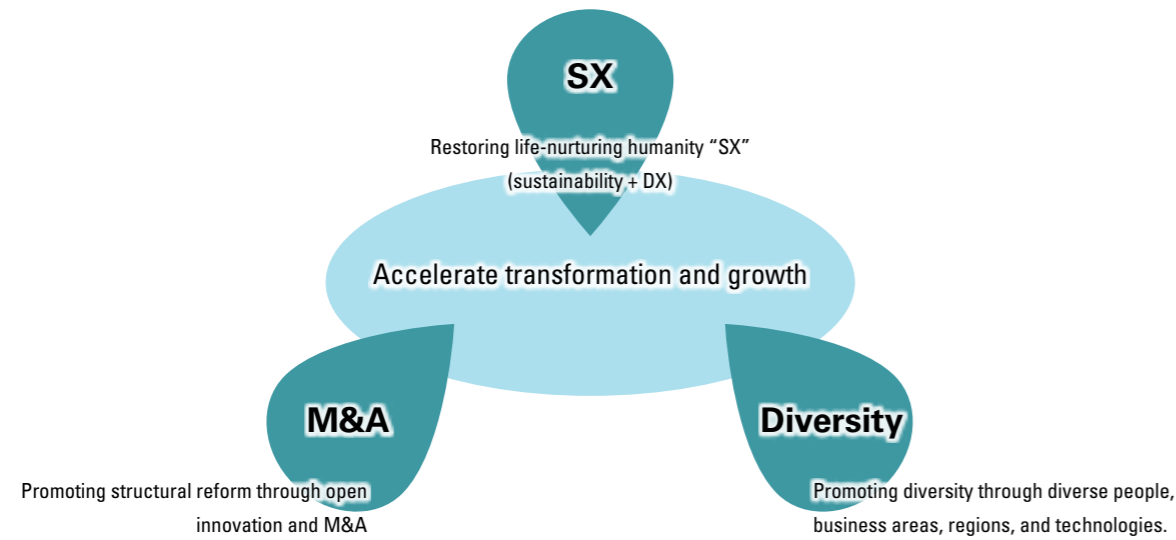 SX
Restoring life-nurturing humanity “SX”
(sustainability + DX)
Accelerate transformation and growth
M&A
Promoting structural reform through open
innovation and M&A
Diversity
Promoting diversity through diverse people,
business areas, regions, and technologies.